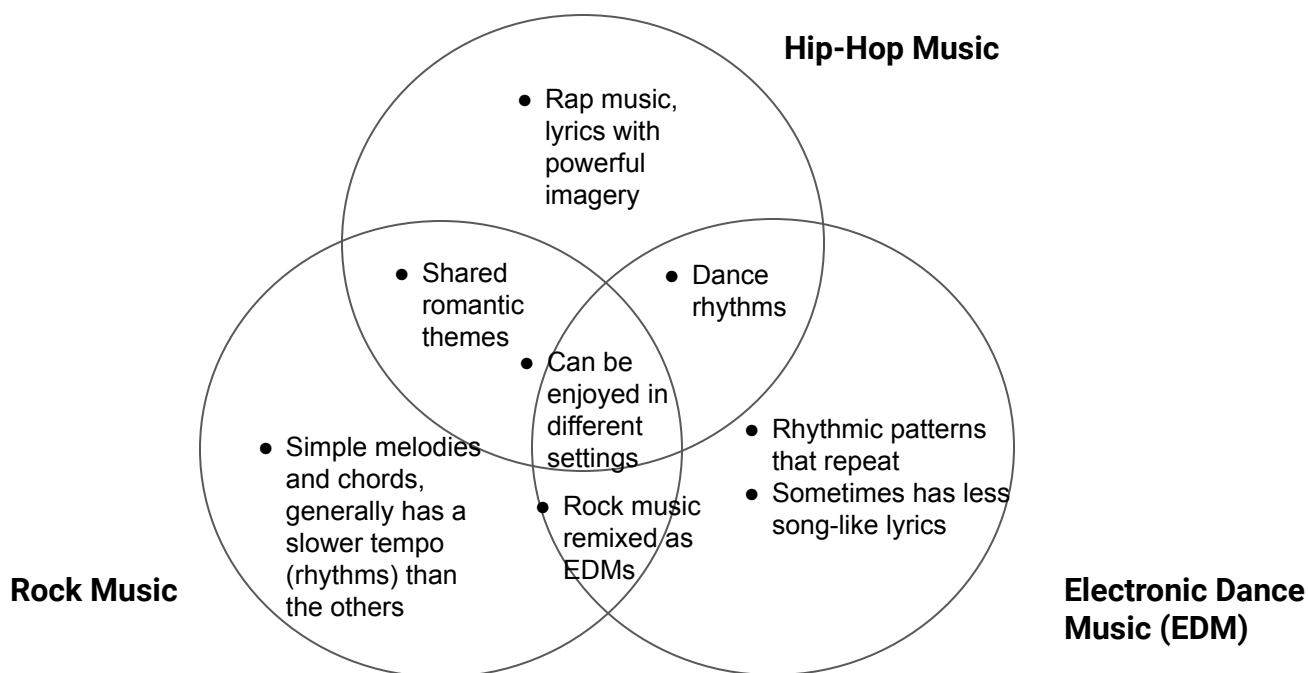 Hip-Hop Music
● Rap music,
lyrics with
powerful
imagery
● Shared
romantic
themes
● Dance
rhythms
● Can be
enjoyed in
different
settings
● Simple melodies
and chords,
generally has a
slower tempo
(rhythms) than
the others
● Rhythmic patterns
that repeat
● Sometimes has less
song-like lyrics
● Rock music
remixed as
EDMs
Rock Music
Electronic Dance
Music (EDM)